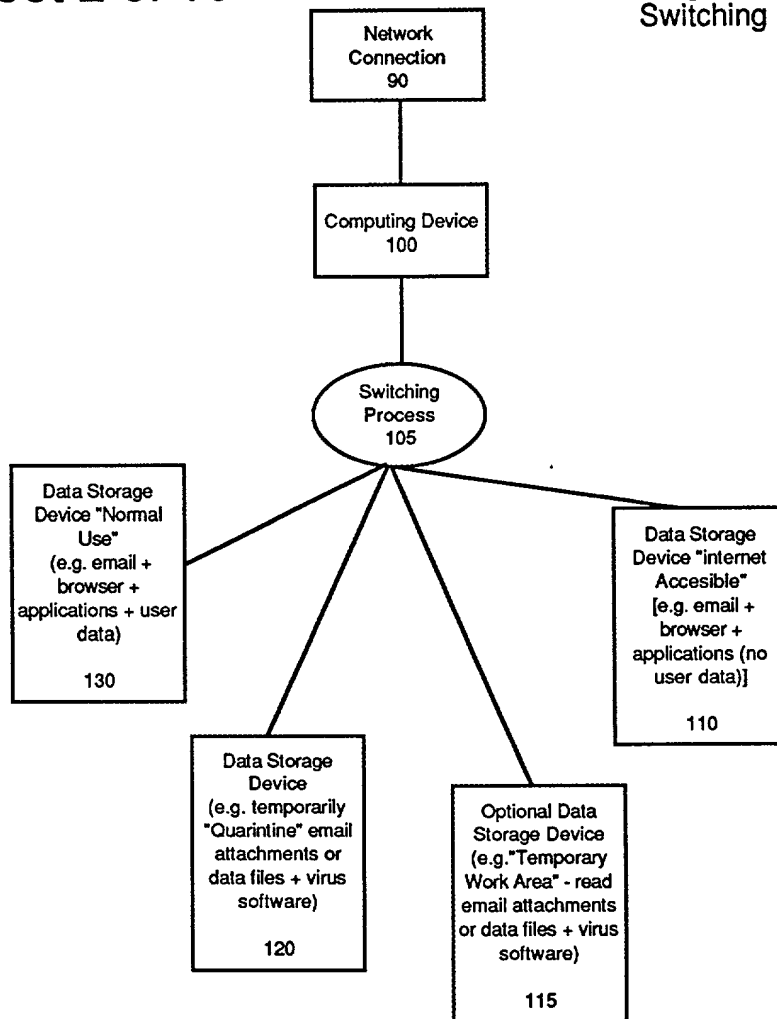 Switching
Network
Connection
90
Computing Device
100
Switching
Process
105
Data Storage
Device "Normal
Use"
(e.g. email +
browser +
applications + user
data)
130
Data Storage
Device "internet
Accesible"
[e.g. email +
browser +
applications (no
user data)]
110
Data Storage
Device
(e.g. temporarily
"Quarintine" email
attachments or
data files + virus
software)
120
Optional Data
Storage Device
(e.g."Temporary
Work Area" - read
email attachments
or data files + virus
software)
115